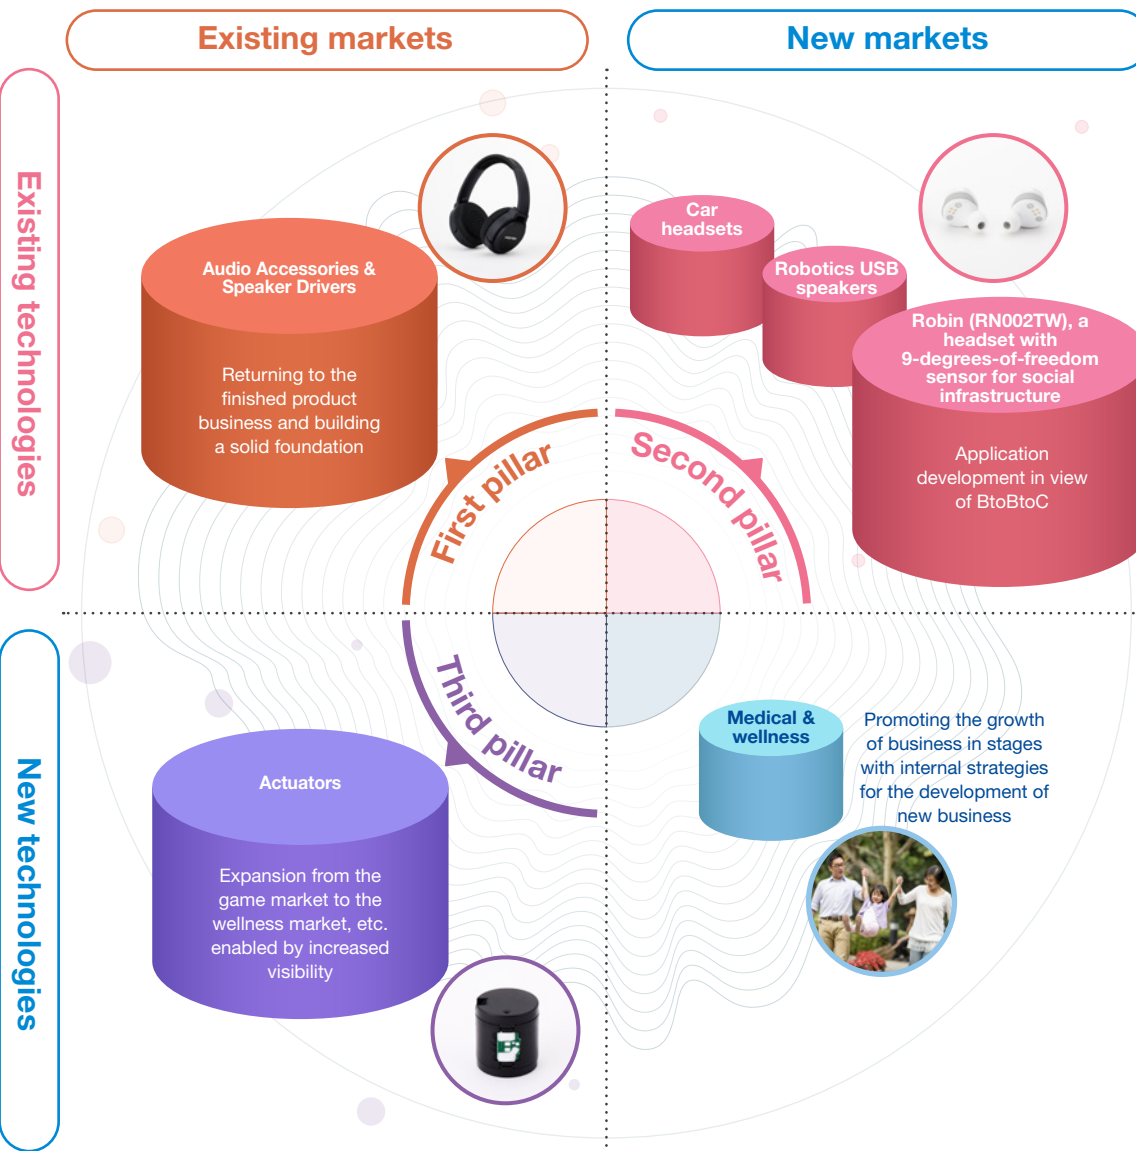 Existing markets
New markets
Existing technologies
New technologies
Audio Accessories &
Speaker Drivers
Returning to the
finished product
business and building
a solid foundation
First pillar
Car
headsets
Robotics USB
speakers
Robin (RN002TW), a
headset with
9-degrees-of-freedom
sensor for social
infrastructure
Application
development in view
of BtoBtoC
Second pillar
Actuators
Expansion from the
game market to the
wellness market, etc.
enabled by increased
visibility
Third pillar
Medical &
wellness
Promoting the growth
of business in stages
with internal strategies
for the development of
new business